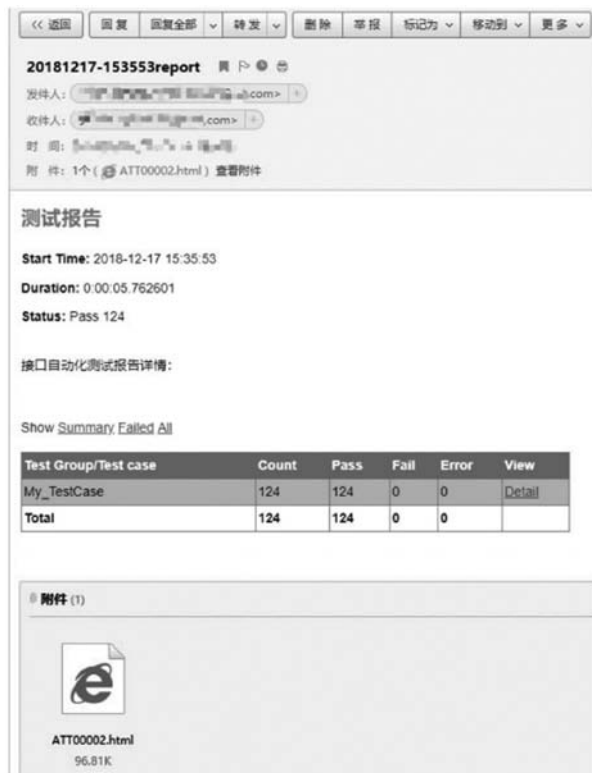 << 返回 回复 回复全部 转发 删除 举报 标记为 移动到 更多
20181217-153553report
发件人: com>
收件人: .com>
时 间:
附 件: 1个 ( ATT00002.html ) 查看附件
测试报告
Start Time: 2018-12-17 15:35:53
Duration: 0:00:05.762601
Status: Pass 124
接口自动化测试报告详情:
Show Summary Failed All
Test Group/Test case Count Pass Fail Error View
My_TestCase 124 124 0 0 Detail
Total 124 124 0 0
附件 (1)
ATT00002.html
96.81K